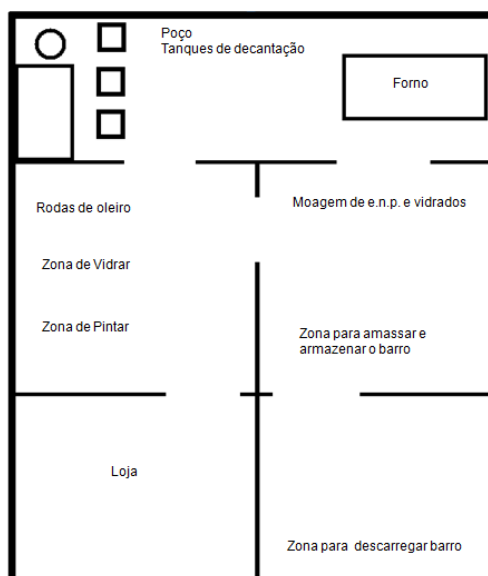 Poço
Tanques de decantação
Forno
Rodas de oleiro
Moagem de e.n.p. e vidrados
Zona de Vidrar
Zona de Pintar
Zona para amassar e
armazenar o barro
Loja
Zona para descarregar barro